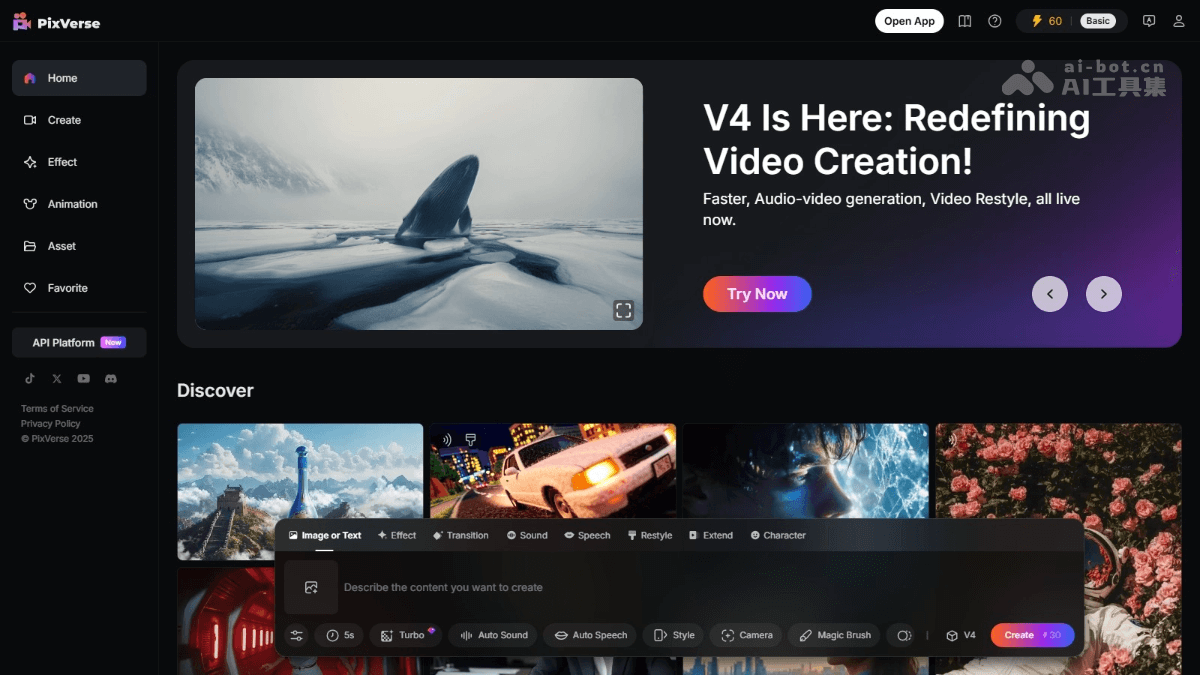 PixVerse
Open App
60
Basic
ai-bot.cn
AI工具集
Home
Create
Effect
Animation
Asset
Favorite
API Platform New
Terms of Service
Privacy Policy
© PixVerse 2025
V4 Is Here: Redefining
Video Creation!
Faster, Audio-video generation, Video Restyle, all live
now.
Try Now
Discover
Image or Text Effect Transition Sound Speech Restyle Extend Character
Describe the content you want to create
5s Turbo Auto Sound Auto Speech Style Camera Magic Brush V4 Create 30